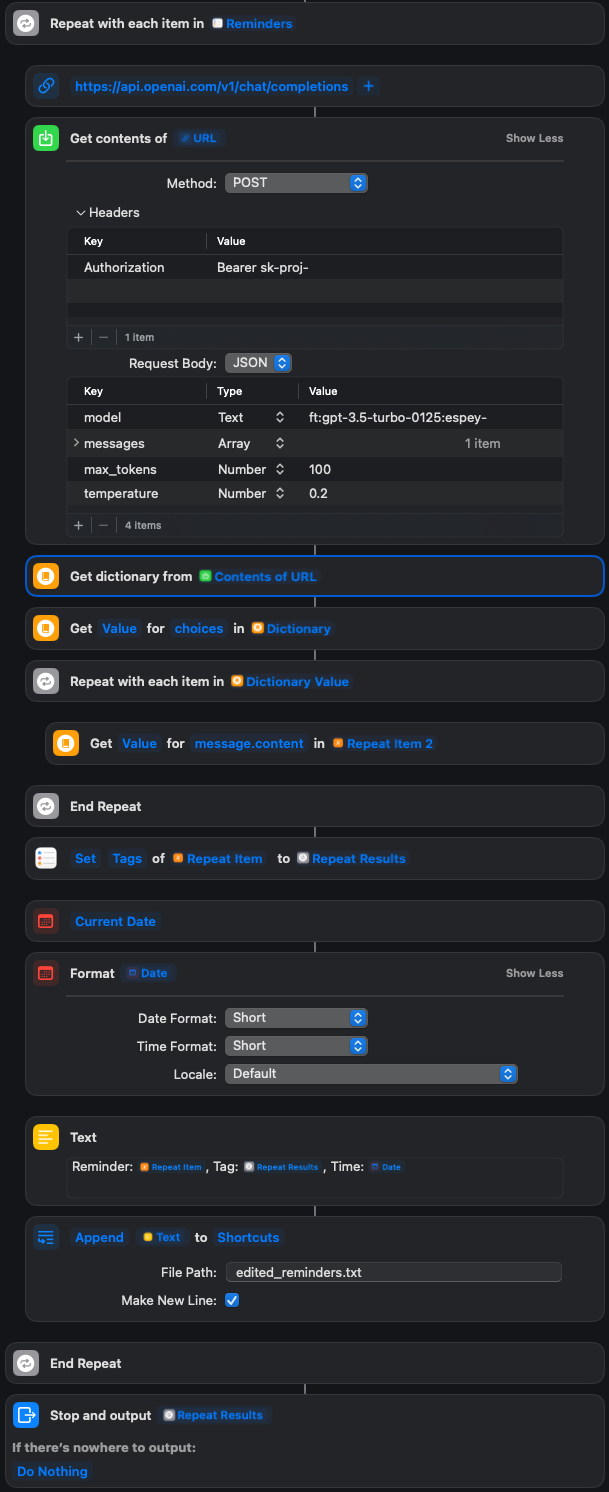 Repeat with each item in Reminders
https://api.openai.com/v1/chat/completions +
Get contents of URL Show Less
Method: POST
Headers
Key Value
Authorization Bearer sk-proj-
+ − 1 item
Request Body: JSON
Key Type Value
model Text ft:gpt-3.5-turbo-0125:espey-
messages Array 1 item
max_tokens Number 100
temperature Number 0.2
+ − 4 items
Get dictionary from Contents of URL
Get Value for choices in Dictionary
Repeat with each item in Dictionary Value
Get Value for message.content in Repeat Item 2
End Repeat
Set Tags of Repeat Item to Repeat Results
Current Date
Format Date Show Less
Date Format: Short
Time Format: Short
Locale: Default
Text
Reminder: Repeat Item , Tag: Repeat Results , Time: Date
Append Text to Shortcuts
File Path: edited_reminders.txt
Make New Line:
End Repeat
Stop and output Repeat Results
If there's nowhere to output:
Do Nothing